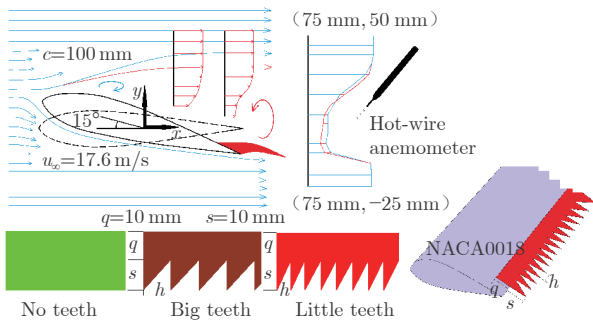 (75 mm, 50 mm)
c=100 mm
y
15°
x
Hot-wire
anemometer
u∞=17.6 m/s
(75 mm, −25 mm)
q=10 mm s=10 mm
q
s
h
q
s
h
NACA0018
q
s
h
No teeth
Big teeth
Little teeth